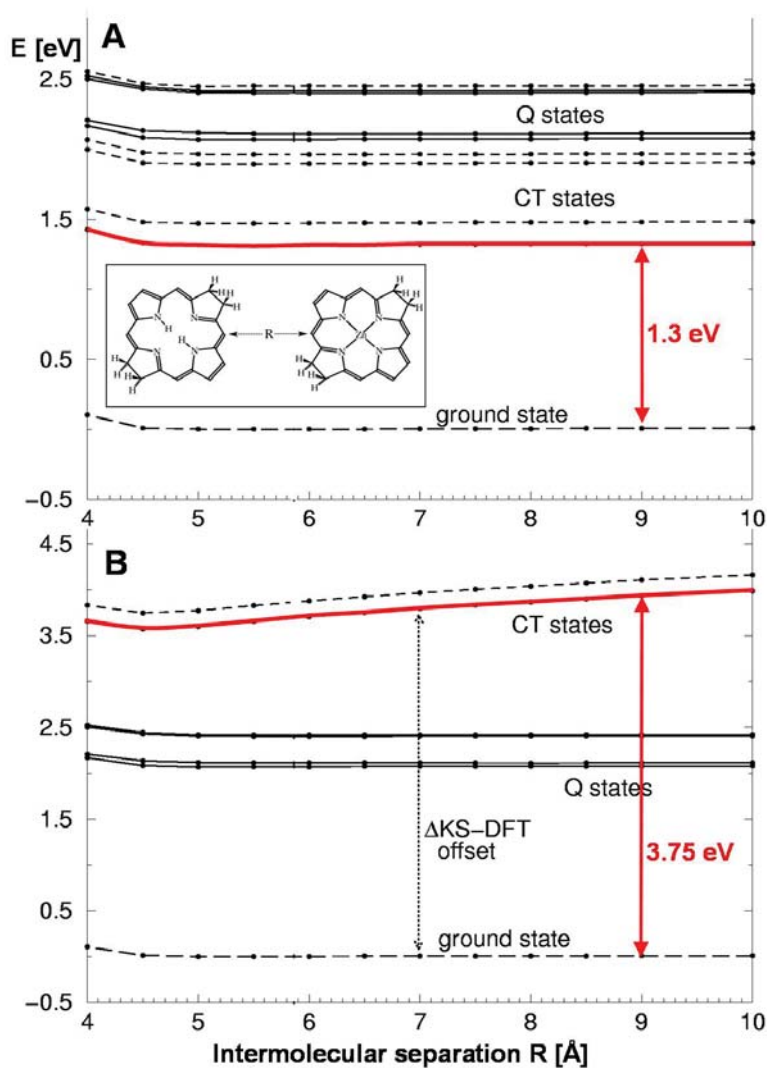 A
E [eV]
2.5
Q states
1.5
CT states
H
H
H H
H H
N
N
N
N
H
R
Zn
H
1.3 eV
N
N
N
N
H
H
H H
H H
0.5
ground state
−0.5
4 5 6 7 8 9 10
4.5
B
3.5
CT states
2.5
Q states
1.5
ΔKS−DFT
offset
3.75 eV
0.5
ground state
−0.5
4 5 6 7 8 9 10
Intermolecular separation R [Å]